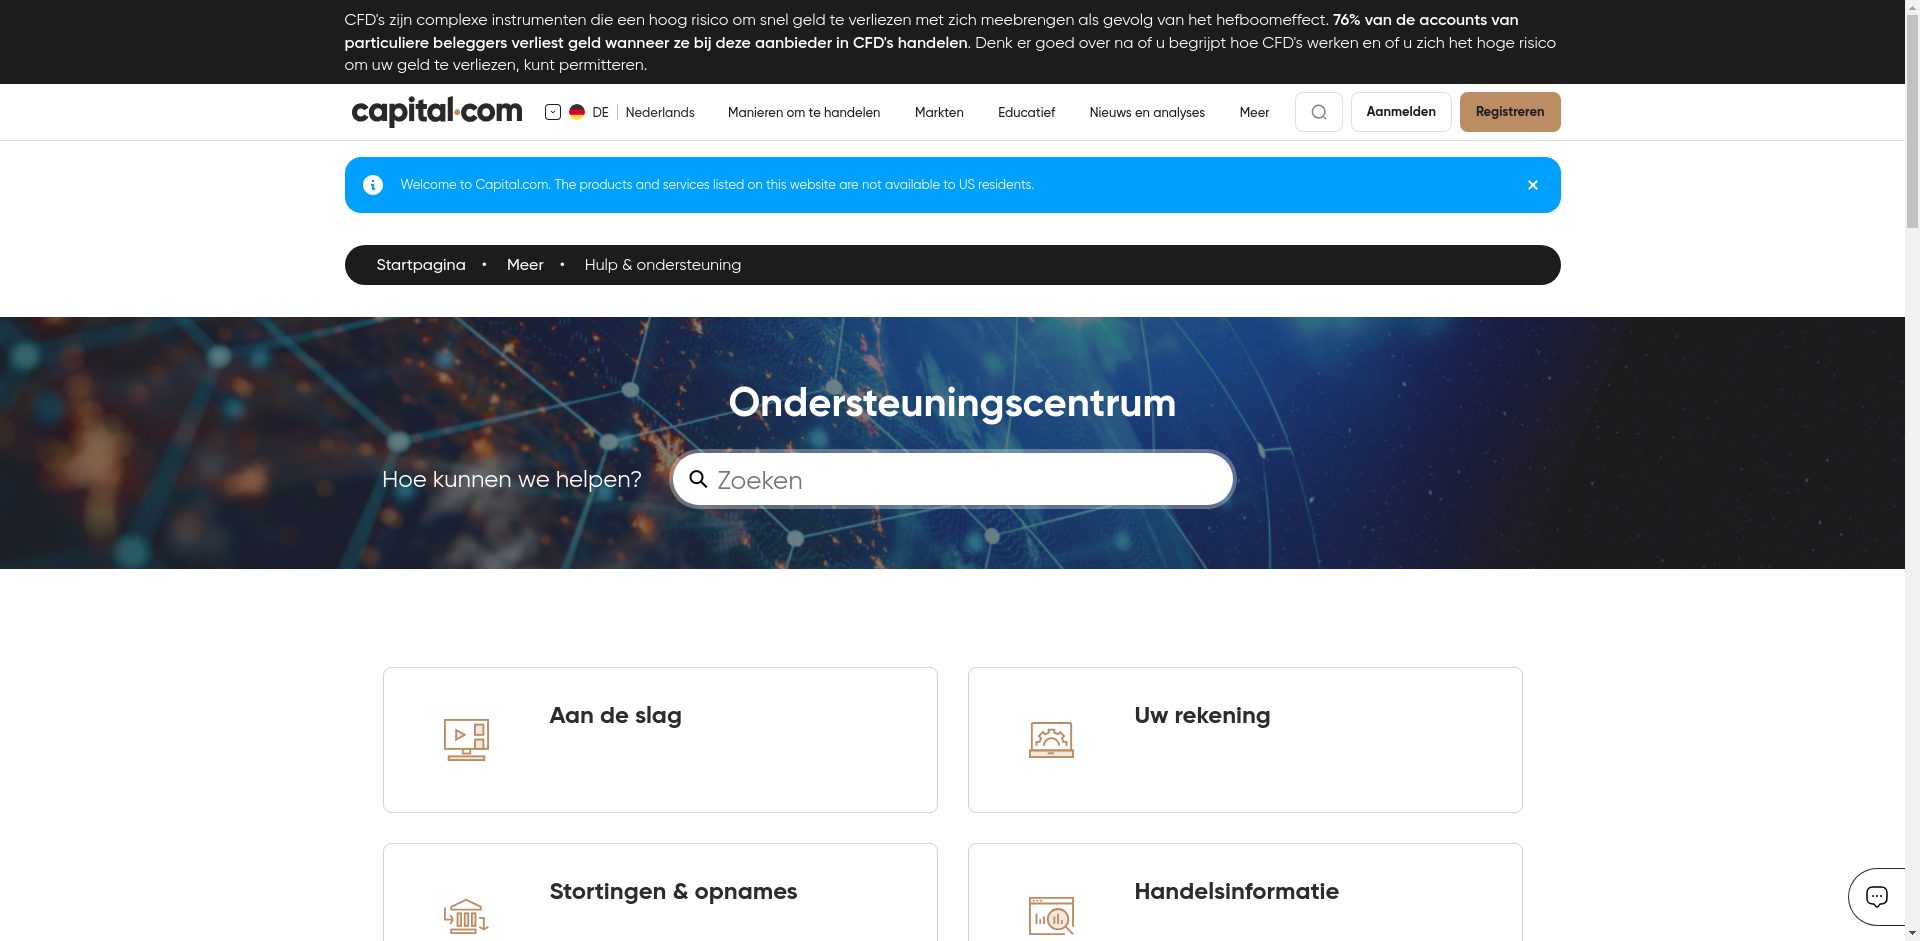 CFD's zijn complexe instrumenten die een hoog risico om snel geld te verliezen met zich meebrengen als gevolg van het hefboomeffect. 76% van de accounts van
particuliere beleggers verliest geld wanneer ze bij deze aanbieder in CFD's handelen. Denk er goed over na of u begrijpt hoe CFD's werken en of u zich het hoge risico
om uw geld te verliezen, kunt permitteren.
capital.com DE Nederlands Manieren om te handelen Markten Educatief Nieuws en analyses Meer Aanmelden Registreren
Welcome to Capital.com. The products and services listed on this website are not available to US residents.
Startpagina • Meer • Hulp & ondersteuning
Ondersteuningscentrum
Hoe kunnen we helpen? Zoeken
Aan de slag Uw rekening
Stortingen & opnames Handelsinformatie